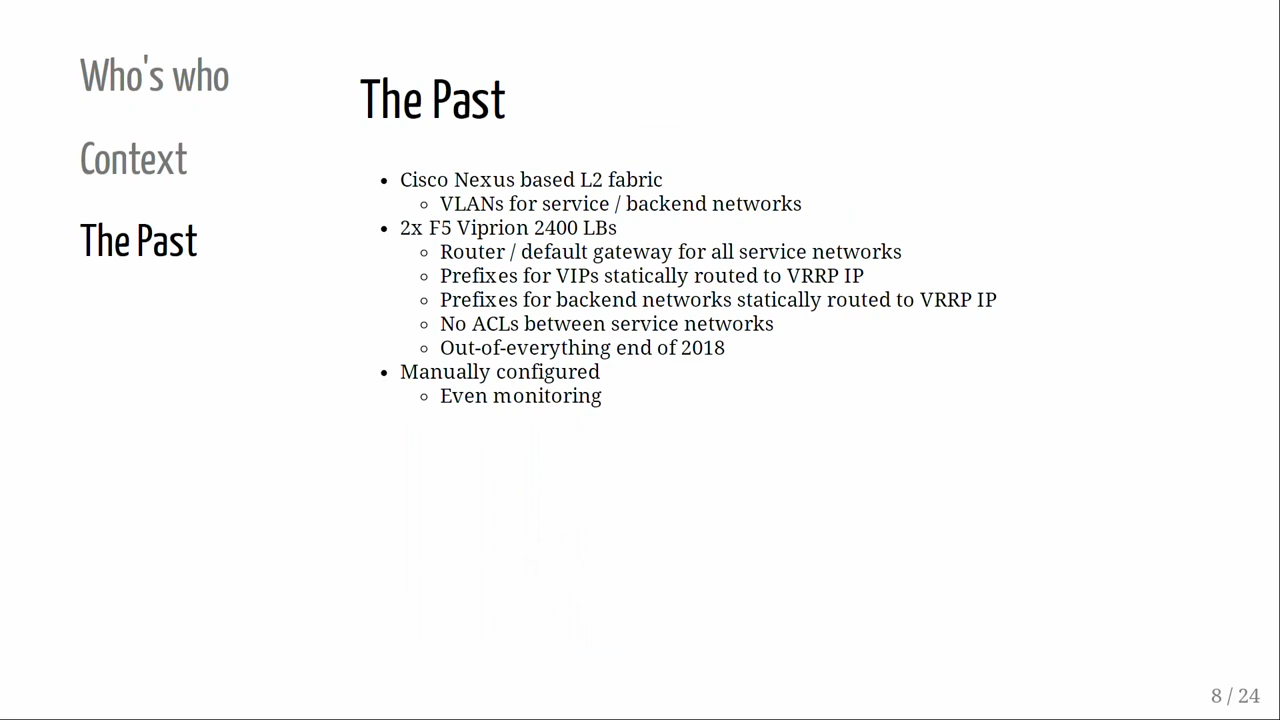 Who's who
Context
The Past
The Past
• Cisco Nexus based L2 fabric
◦ VLANs for service / backend networks
• 2x F5 Viprion 2400 LBs
◦ Router / default gateway for all service networks
◦ Prefixes for VIPs statically routed to VRRP IP
◦ Prefixes for backend networks statically routed to VRRP IP
◦ No ACLs between service networks
◦ Out-of-everything end of 2018
• Manually configured
◦ Even monitoring
8 / 24